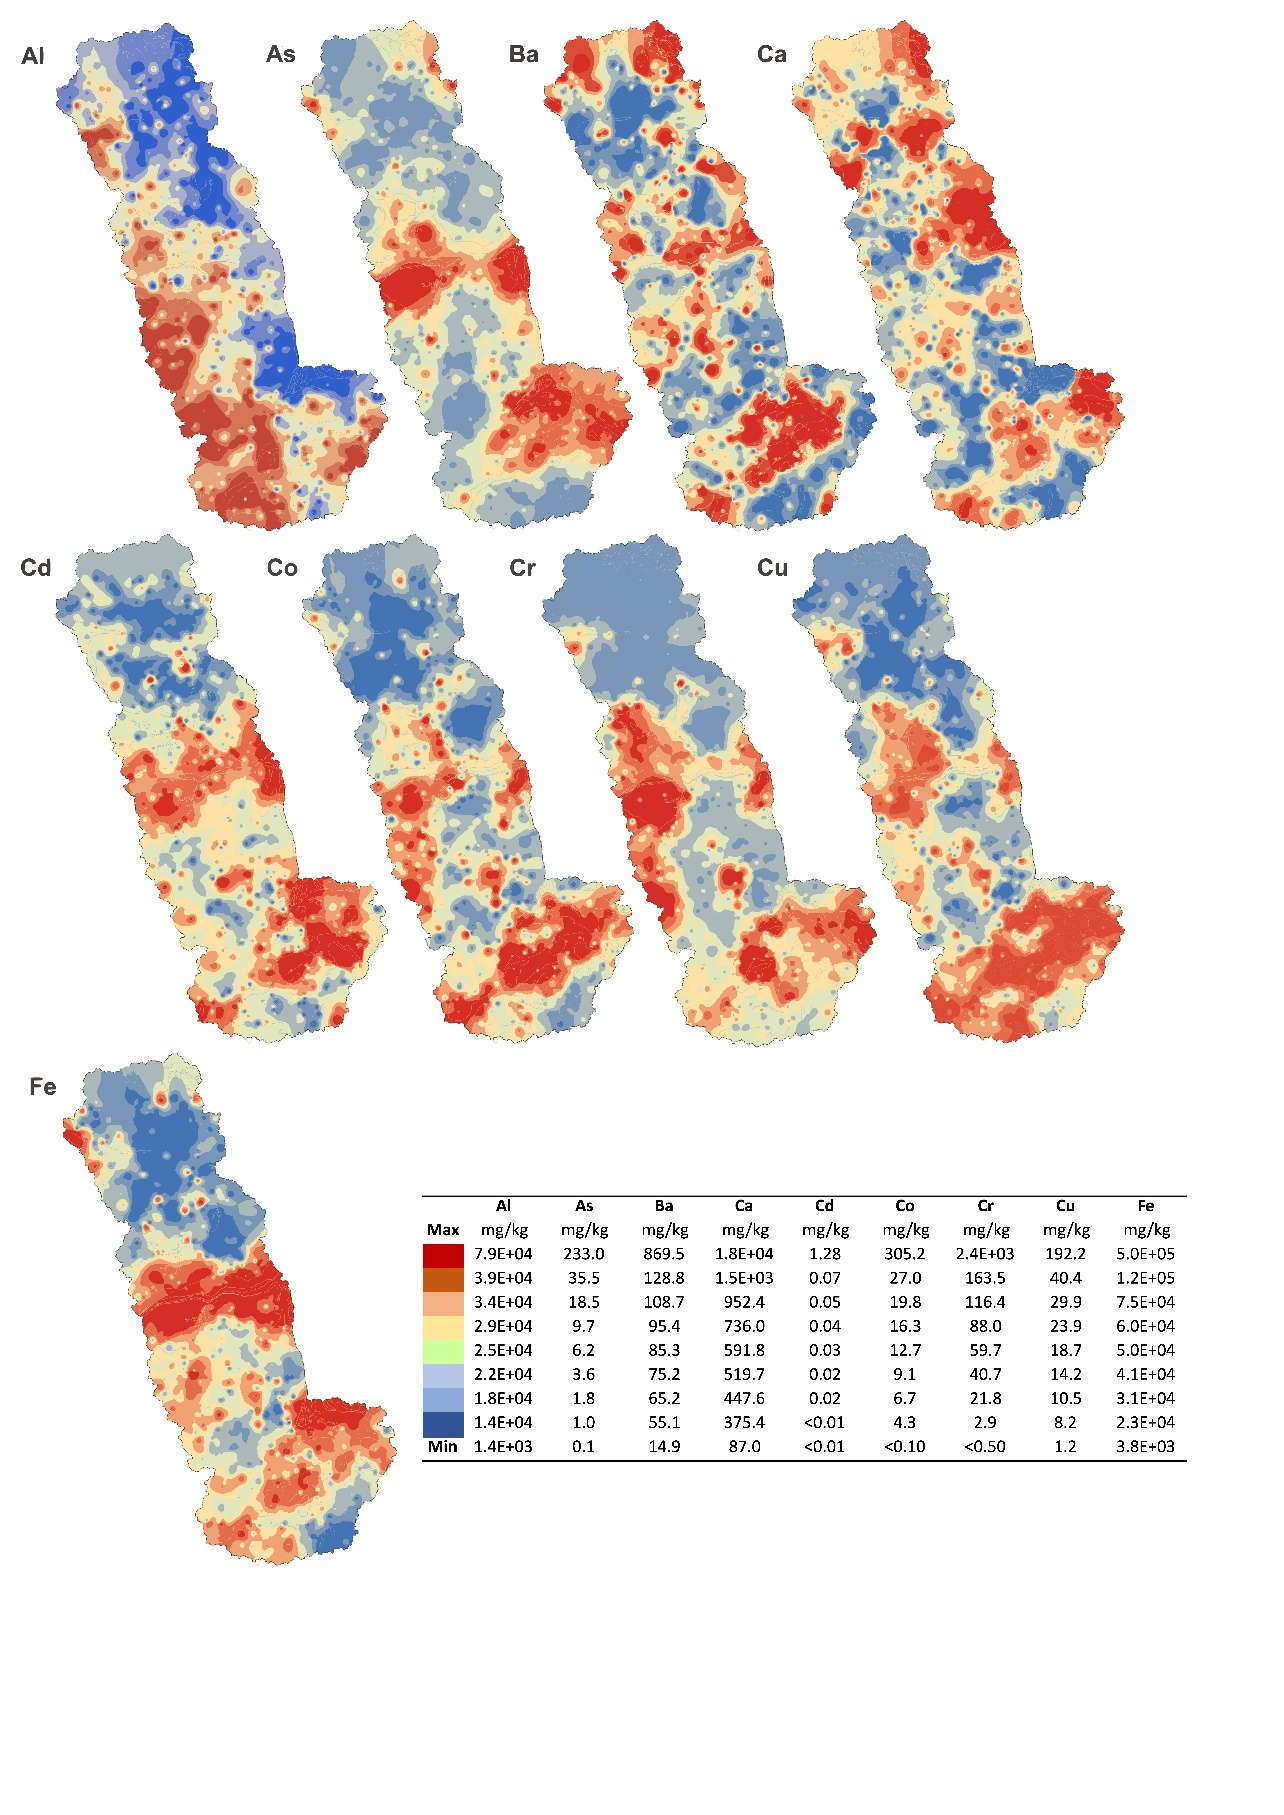 Al As Ba Ca
Cd Co Cr Cu
Fe
Al As Ba Ca Cd Co Cr Cu Fe
Max mg/kg mg/kg mg/kg mg/kg mg/kg mg/kg mg/kg mg/kg mg/kg
7.9E+04 233.0 869.5 1.8E+04 1.28 305.2 2.4E+03 192.2 5.0E+05
3.9E+04 35.5 128.8 1.5E+03 0.07 27.0 163.5 40.4 1.2E+05
3.4E+04 18.5 108.7 952.4 0.05 19.8 116.4 29.9 7.5E+04
2.9E+04 9.7 95.4 736.0 0.04 16.3 88.0 23.9 6.0E+04
2.5E+04 6.2 85.3 591.8 0.03 12.7 59.7 18.7 5.0E+04
2.2E+04 3.6 75.2 519.7 0.02 9.1 40.7 14.2 4.1E+04
1.8E+04 1.8 65.2 447.6 0.02 6.7 21.8 10.5 3.1E+04
1.4E+04 1.0 55.1 375.4 <0.01 4.3 2.9 8.2 2.3E+04
Min 1.4E+03 0.1 14.9 87.0 <0.01 <0.10 <0.50 1.2 3.8E+03